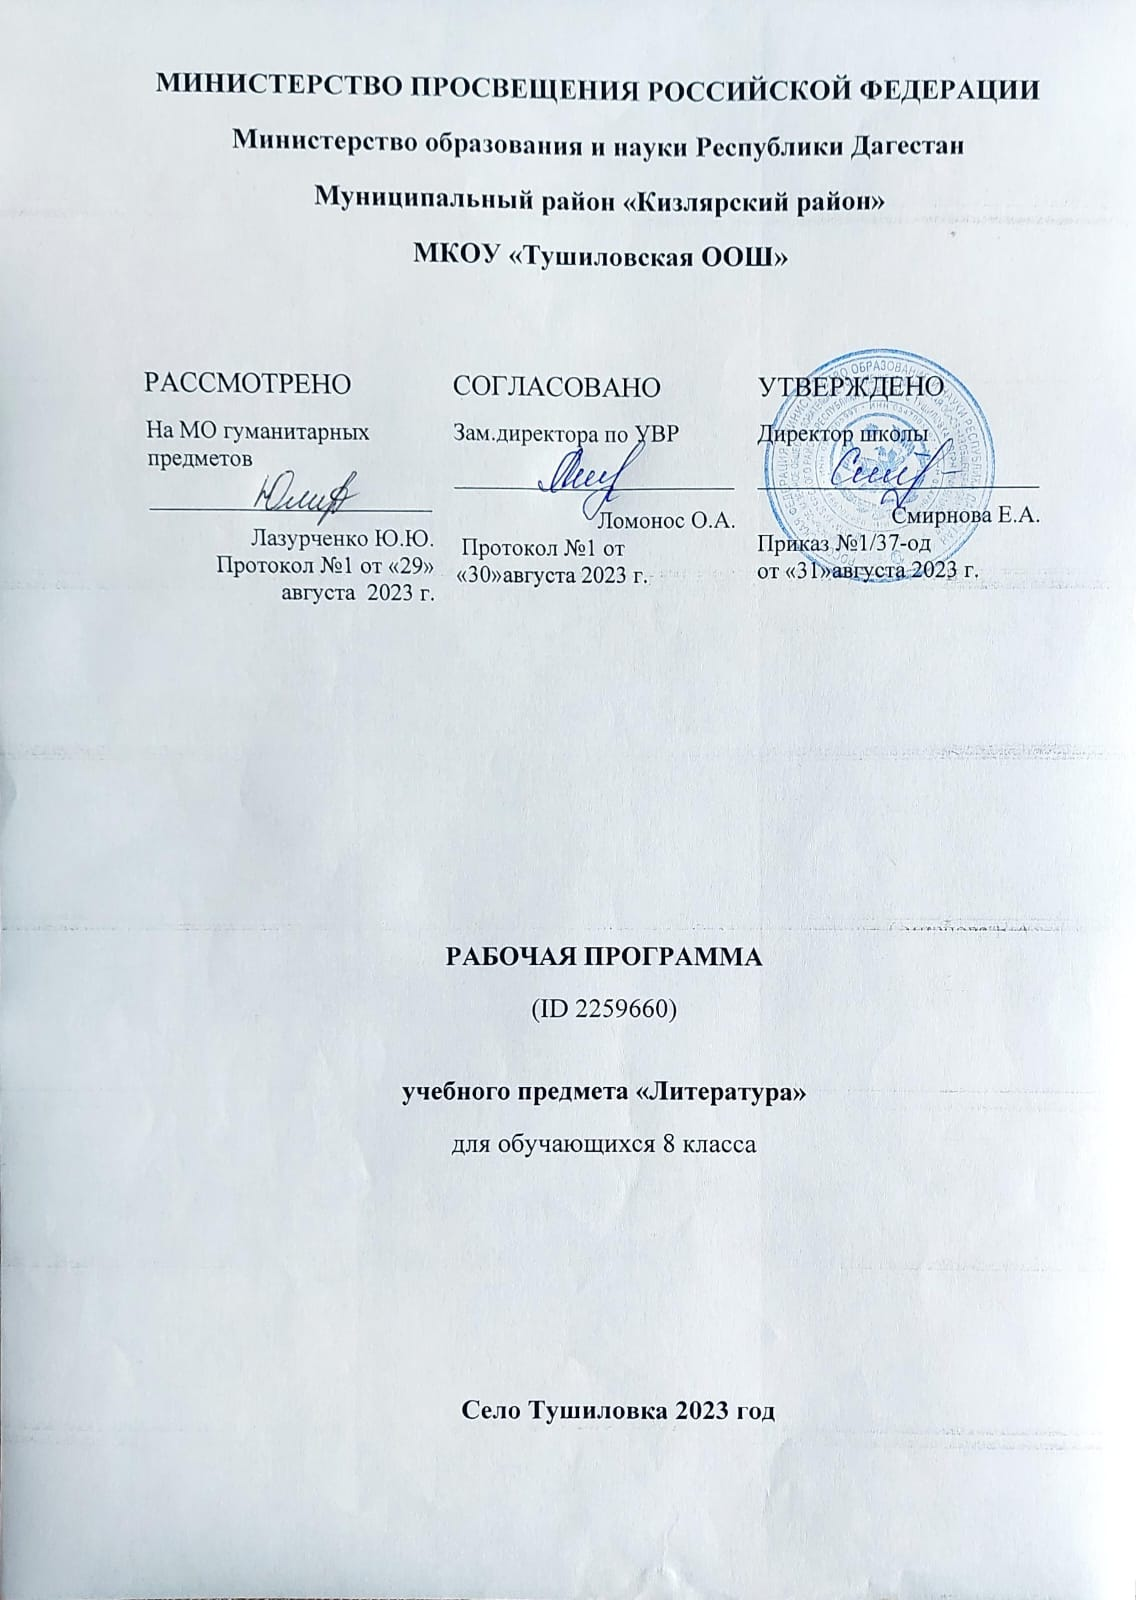 МИНИСТЕРСТВО ПРОСВЕЩЕНИЯ РОССИЙСКОЙ ФЕДЕРАЦИИ
Министерство образования и науки Республики Дагестан
Муниципальный район «Кизлярский район»
МКОУ «Тушиловская ООШ»
РАССМОТРЕНО
На МО гуманитарных
предметов
Лазурченко Ю.Ю.
Протокол №1 от «29»
августа 2023 г.
СОГЛАСОВАНО
Зам.директора по УВР
Ломонос О.А.
Протокол №1 от
«30»августа 2023 г.
УТВЕРЖДЕНО
Директор школы
Смирнова Е.А.
Приказ №1/37-од
от «31»августа 2023 г.
РАБОЧАЯ ПРОГРАММА
(ID 2259660)
учебного предмета «Литература»
для обучающихся 8 класса
Село Тушиловка 2023 год